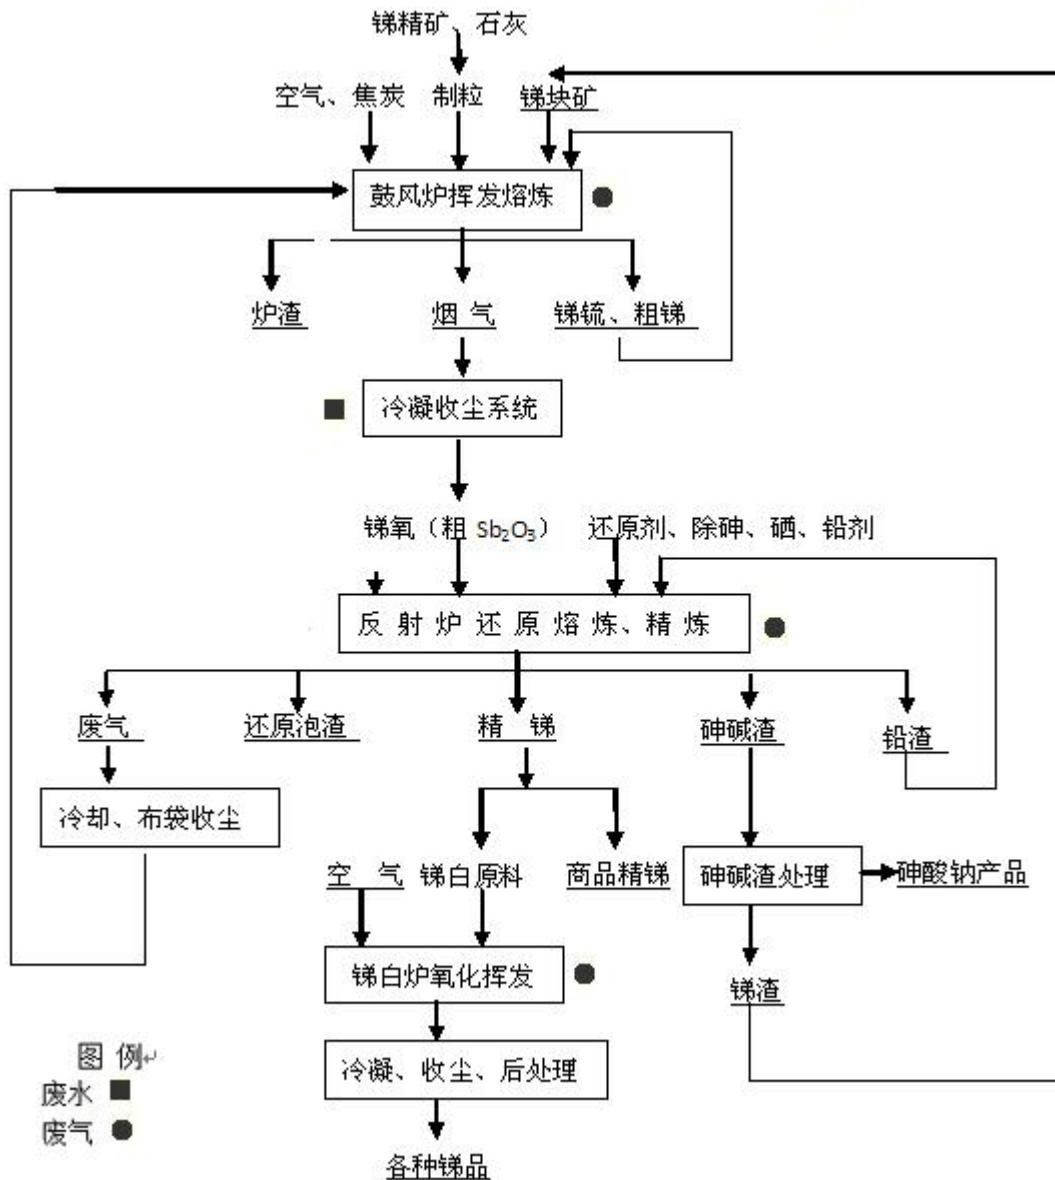 锑精矿、石灰
空气、焦炭 制粒 锑块矿
鼓风炉挥发熔炼
炉渣 烟 气 锑锍、粗锑
冷凝收尘系统
锑氧（粗 Sb₂O₃） 还原剂、除砷、硒、铅剂
反 射 炉 还 原 熔 炼、精 炼
废气 还原泡渣 精 锑 砷碱渣 铅渣
冷却、布袋收尘
空 气 锑白原料 商品精锑 砷碱渣处理 砷酸钠产品
锑白炉氧化挥发
锑渣
图 例
冷凝、收尘、后处理
废水
废气
各种锑品